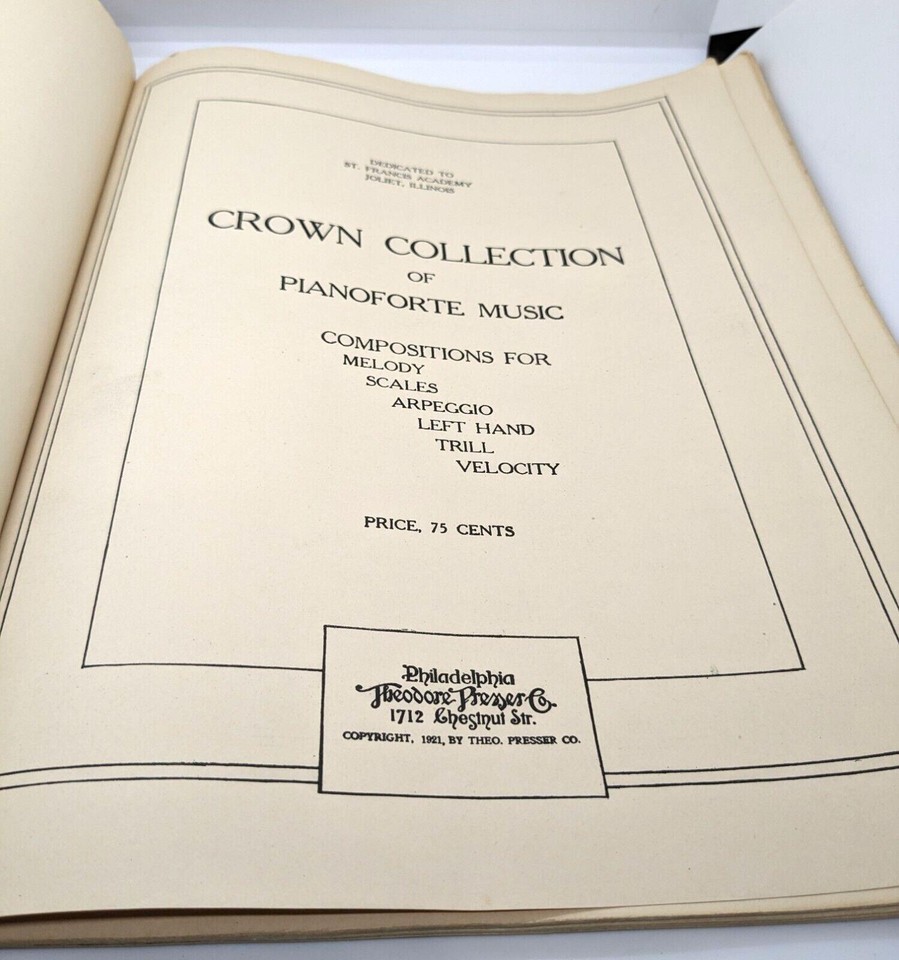 DEDICATED TO
ST. FRANCIS ACADEMY
JOLIET, ILLINOIS
CROWN COLLECTION
OF
PIANOFORTE MUSIC
COMPOSITIONS FOR
MELODY
SCALES
ARPEGGIO
LEFT HAND
TRILL
VELOCITY
PRICE, 75 CENTS
Philadelphia
Theodore Presser Co.
1712 Chestnut Str.
COPYRIGHT, 1921, BY THEO. PRESSER CO.